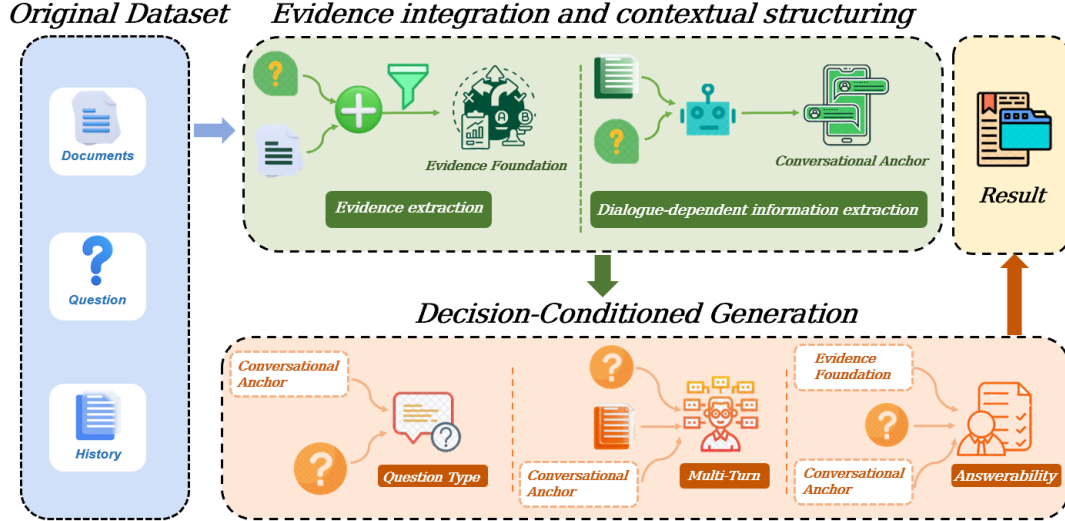 Original Dataset
Documents
Question
History
Evidence integration and contextual structuring
Evidence Foundation
Evidence extraction
A
B
Conversational Anchor
Dialogue-dependent information extraction
Result
Decision-Conditioned Generation
Conversational
Anchor
Question Type
Conversational
Anchor
Multi-Turn
Evidence
Foundation
Conversational
Anchor
Answerability